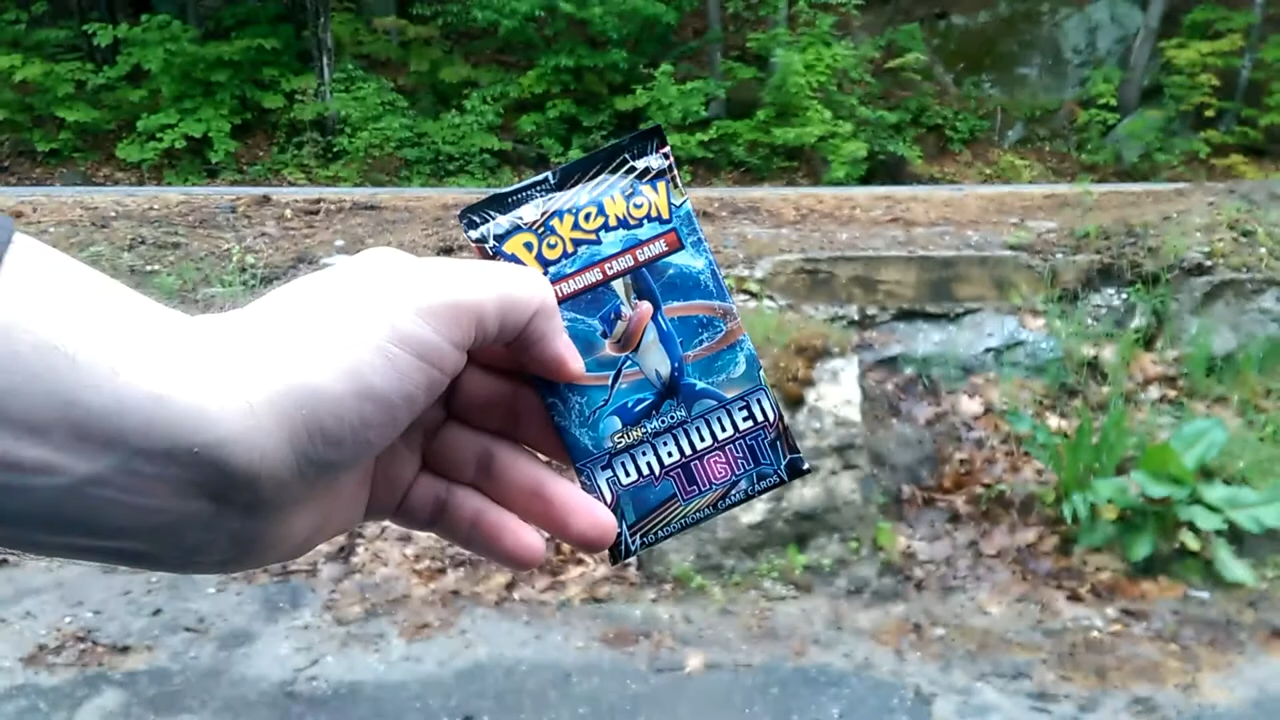 POKéMON
TRADING CARD GAME
SUN & MOON
FORBIDDEN
LIGHT
10 ADDITIONAL GAME CARDS